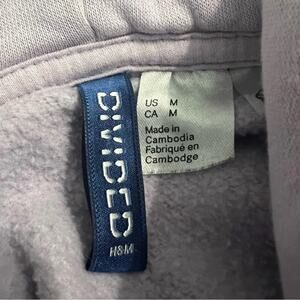 DIVIDED
H&M
US M
CA M
Made in
Cambodia
Fabriqué en
Cambodge